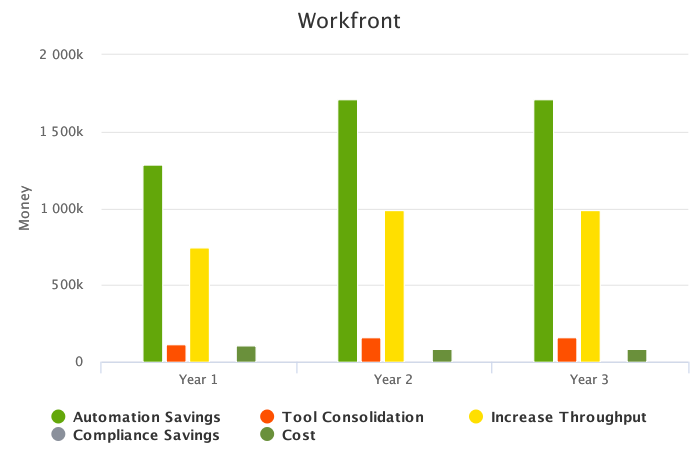 Workfront
2 000k
1 500k
1 000k
500k
0
Money
Year 1 Year 2 Year 3
Automation Savings Tool Consolidation Increase Throughput
Compliance Savings Cost